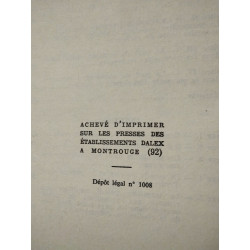 ACHEVÉ D'IMPRIMER
SUR LES PRESSES DES
ÉTABLISSEMENTS DALEX
A MONTROUGE (92)
Dépôt légal n° 1008